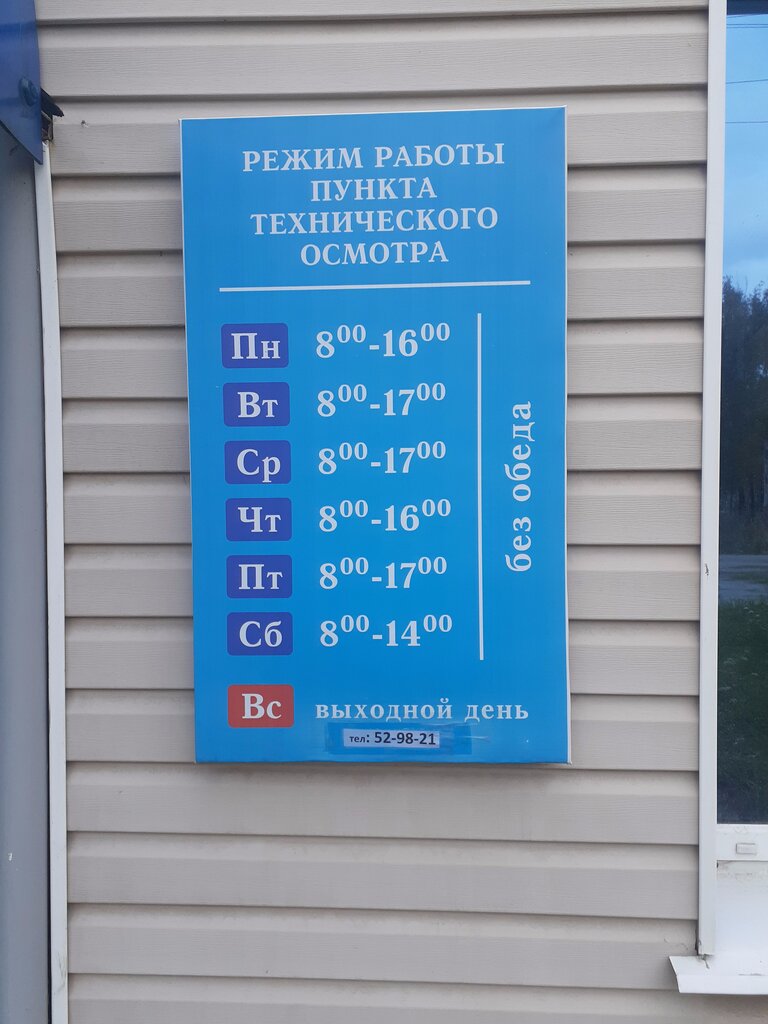 РЕЖИМ РАБОТЫ
ПУНКТА
ТЕХНИЧЕСКОГО
ОСМОТРА
Пн 8⁰⁰-16⁰⁰
Вт 8⁰⁰-17⁰⁰
Ср 8⁰⁰-17⁰⁰
Чт 8⁰⁰-16⁰⁰
Пт 8⁰⁰-17⁰⁰
Сб 8⁰⁰-14⁰⁰
без обеда
Вс выходной день
тел: 52-98-21